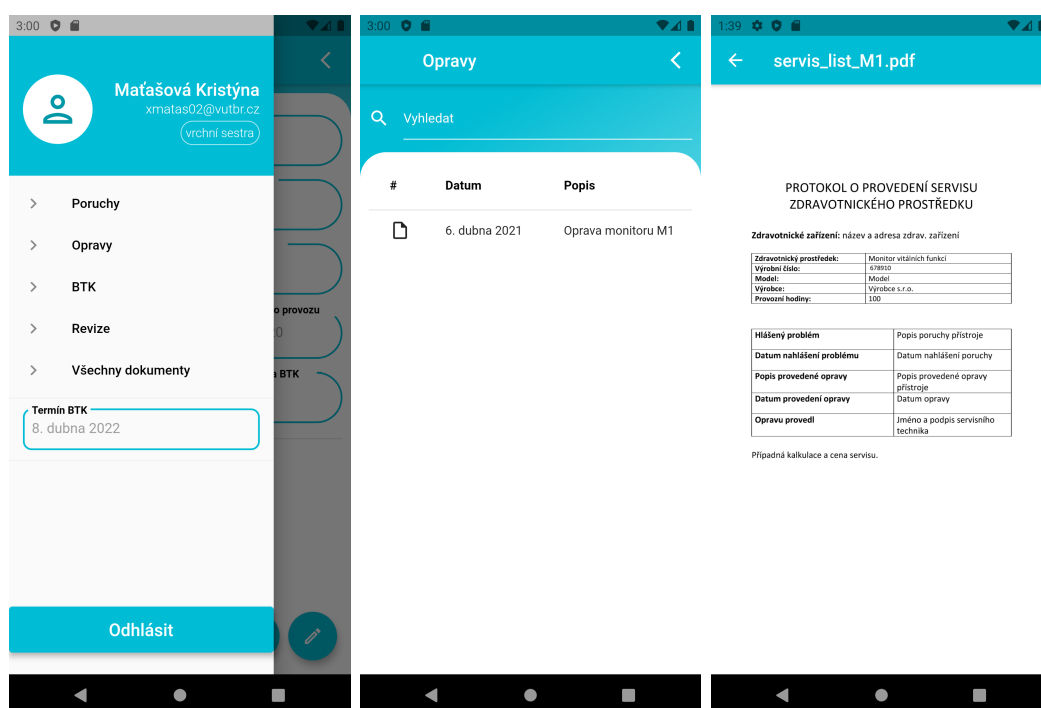 3:00
Maťašová Kristýna
xmatas02@vutbr.cz
vrchní sestra
Poruchy
Opravy
BTK
Revize
Všechny dokumenty
Termín BTK
8. dubna 2022
Odhlásit
o provozu
0
a BTK
3:00
Opravy
Vyhledat
# Datum Popis
6. dubna 2021 Oprava monitoru M1
1:39
servis_list_M1.pdf
PROTOKOL O PROVEDENÍ SERVISU
ZDRAVOTNICKÉHO PROSTŘEDKU
Zdravotnické zařízení: název a adresa zdrav. zařízení
Zdravotnický prostředek: Monitor vitálních funkcí
Výrobní číslo: 678910
Model: Model
Výrobce: Výrobce s.r.o.
Provozní hodiny: 100
Hlášený problém Popis poruchy přístroje
Datum nahlášení problému Datum nahlášení poruchy
Popis provedené opravy Popis provedené opravy
přístroje
Datum provedení opravy Datum opravy
Opravu provedl Jméno a podpis servisního
technika
Případná kalkulace a cena servisu.